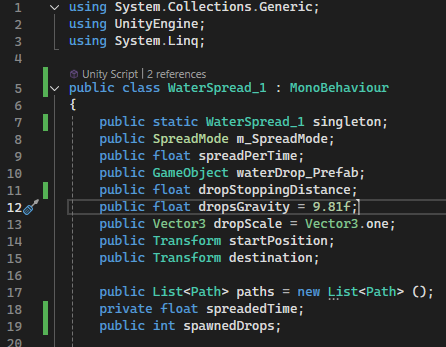 1 using System.Collections.Generic;
2 using UnityEngine;
3 using System.Linq;
4
Unity Script | 2 references
5 public class WaterSpread_1 : MonoBehaviour
6 {
7 public static WaterSpread_1 singleton;
8 public SpreadMode m_SpreadMode;
9 public float spreadPerTime;
10 public GameObject waterDrop_Prefab;
11 public float dropStoppingDistance;
12 public float dropsGravity = 9.81f;
13 public Vector3 dropScale = Vector3.one;
14 public Transform startPosition;
15 public Transform destination;
16
17 public List<Path> paths = new List<Path> ();
18 private float spreadedTime;
19 public int spawnedDrops;